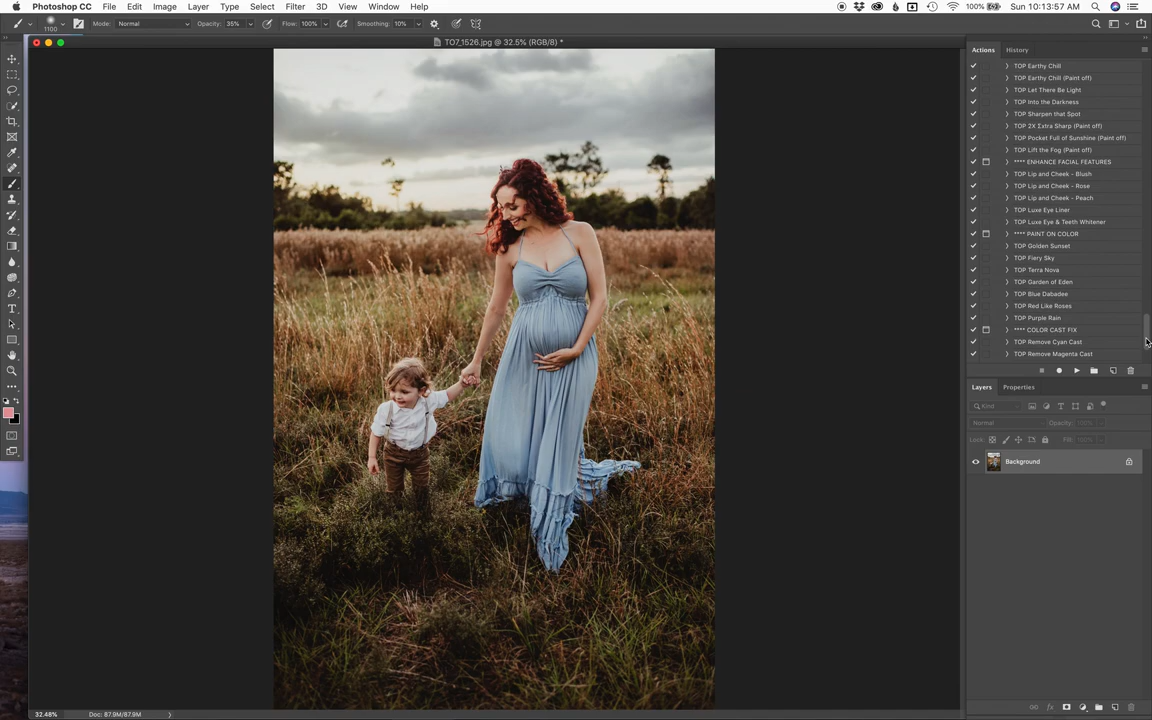 Photoshop CC File Edit Image Layer Type Select Filter 3D View Window Help 100% Sun 10:13:57
1100 Mode: Normal Opacity: 35% Flow: 100% Smoothing: 10%
TO7_1526.jpg @ 32.5% (RGB/8) *
Actions History
TOP Earthy Chill
TOP Earthy Chill (Paint off)
TOP Let There Be Light
TOP Into the Darkness
TOP Sharpen that Spot
TOP 2X Extra Sharp (Paint off)
TOP Pocket Full of Sunshine (Paint off)
TOP Lift the Fog (Paint off)
**** ENHANCE FACIAL FEATURES
TOP Lip and Cheek - Blush
TOP Lip and Cheek - Rose
TOP Lip and Cheek - Peach
TOP Luxe Eye Liner
TOP Luxe Eye & Teeth Whitener
**** PAINT ON COLOR
TOP Golden Sunset
TOP Fiery Sky
TOP Terra Nova
TOP Garden of Eden
TOP Blue Dabadee
TOP Red Like Roses
TOP Purple Rain
**** COLOR CAST FIX
TOP Remove Cyan Cast
TOP Remove Magenta Cast
Layers Properties
Kind
Normal Opacity: 100%
Lock: Fill: 100%
Background
32.48% Doc: 87.9M/87.9M